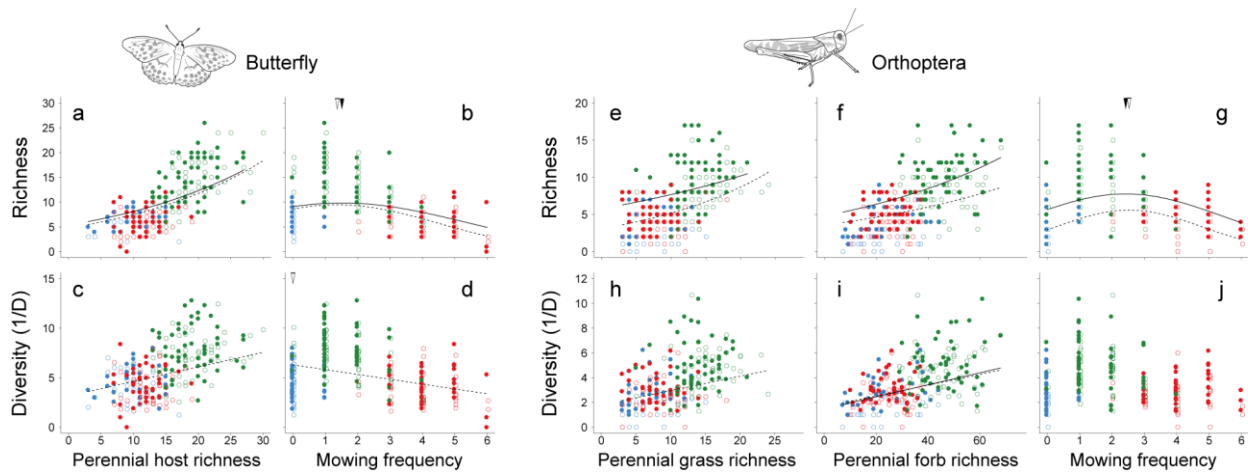 Butterfly
Orthoptera
a
b
e
f
g
Richness
30
25
20
15
10
5
0
Richness
20
15
10
5
0
c
d
h
i
j
Diversity (1/D)
15
10
5
0
Diversity (1/D)
12
10
8
6
4
2
0
0 10 20 30
0 1 2 3 4 5 6
0 5 10 15 20 25
0 20 40 60
0 1 2 3 4 5 6
Perennial host richness
Mowing frequency
Perennial grass richness
Perennial forb richness
Mowing frequency